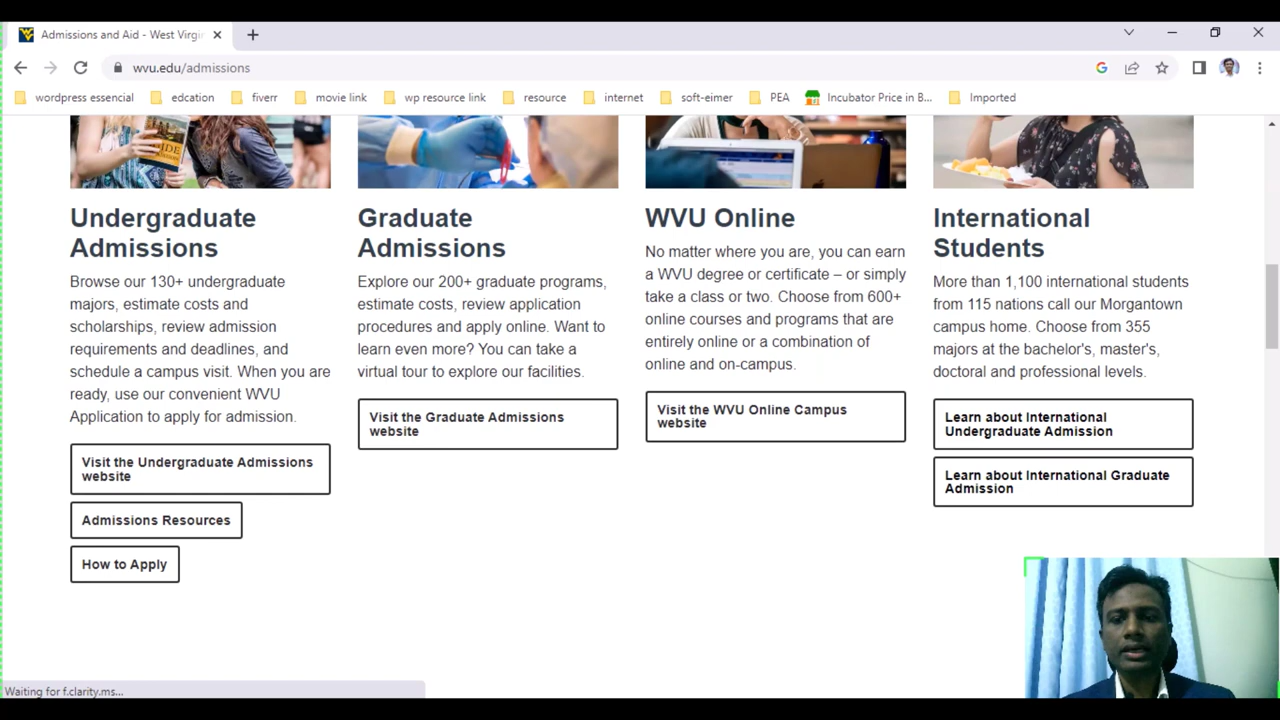 Admissions and Aid - West Virgin
wvu.edu/admissions
wordpress essencial
edcation
fiverr
movie link
wp resource link
resource
internet
soft-eimer
PEA
Incubator Price in B...
Imported
Undergraduate
Admissions
Browse our 130+ undergraduate
majors, estimate costs and
scholarships, review admission
requirements and deadlines, and
schedule a campus visit. When you are
ready, use our convenient WVU
Application to apply for admission.
Visit the Undergraduate Admissions
website
Admissions Resources
How to Apply
Graduate
Admissions
Explore our 200+ graduate programs,
estimate costs, review application
procedures and apply online. Want to
learn even more? You can take a
virtual tour to explore our facilities.
Visit the Graduate Admissions
website
WVU Online
No matter where you are, you can earn
a WVU degree or certificate – or simply
take a class or two. Choose from 600+
online courses and programs that are
entirely online or a combination of
online and on-campus.
Visit the WVU Online Campus
website
International
Students
More than 1,100 international students
from 115 nations call our Morgantown
campus home. Choose from 355
majors at the bachelor's, master's,
doctoral and professional levels.
Learn about International
Undergraduate Admission
Learn about International Graduate
Admission
Waiting for f.clarity.ms...